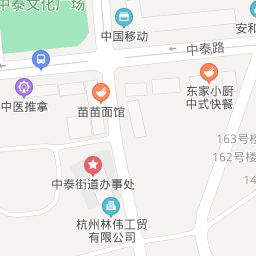 中泰文化广场
中国移动
安和
中泰路
中医推拿
苗苗面馆
东家小厨
中式快餐
163号楼
162号楼
中泰街道办事处
杭州林伟工贸
有限公司